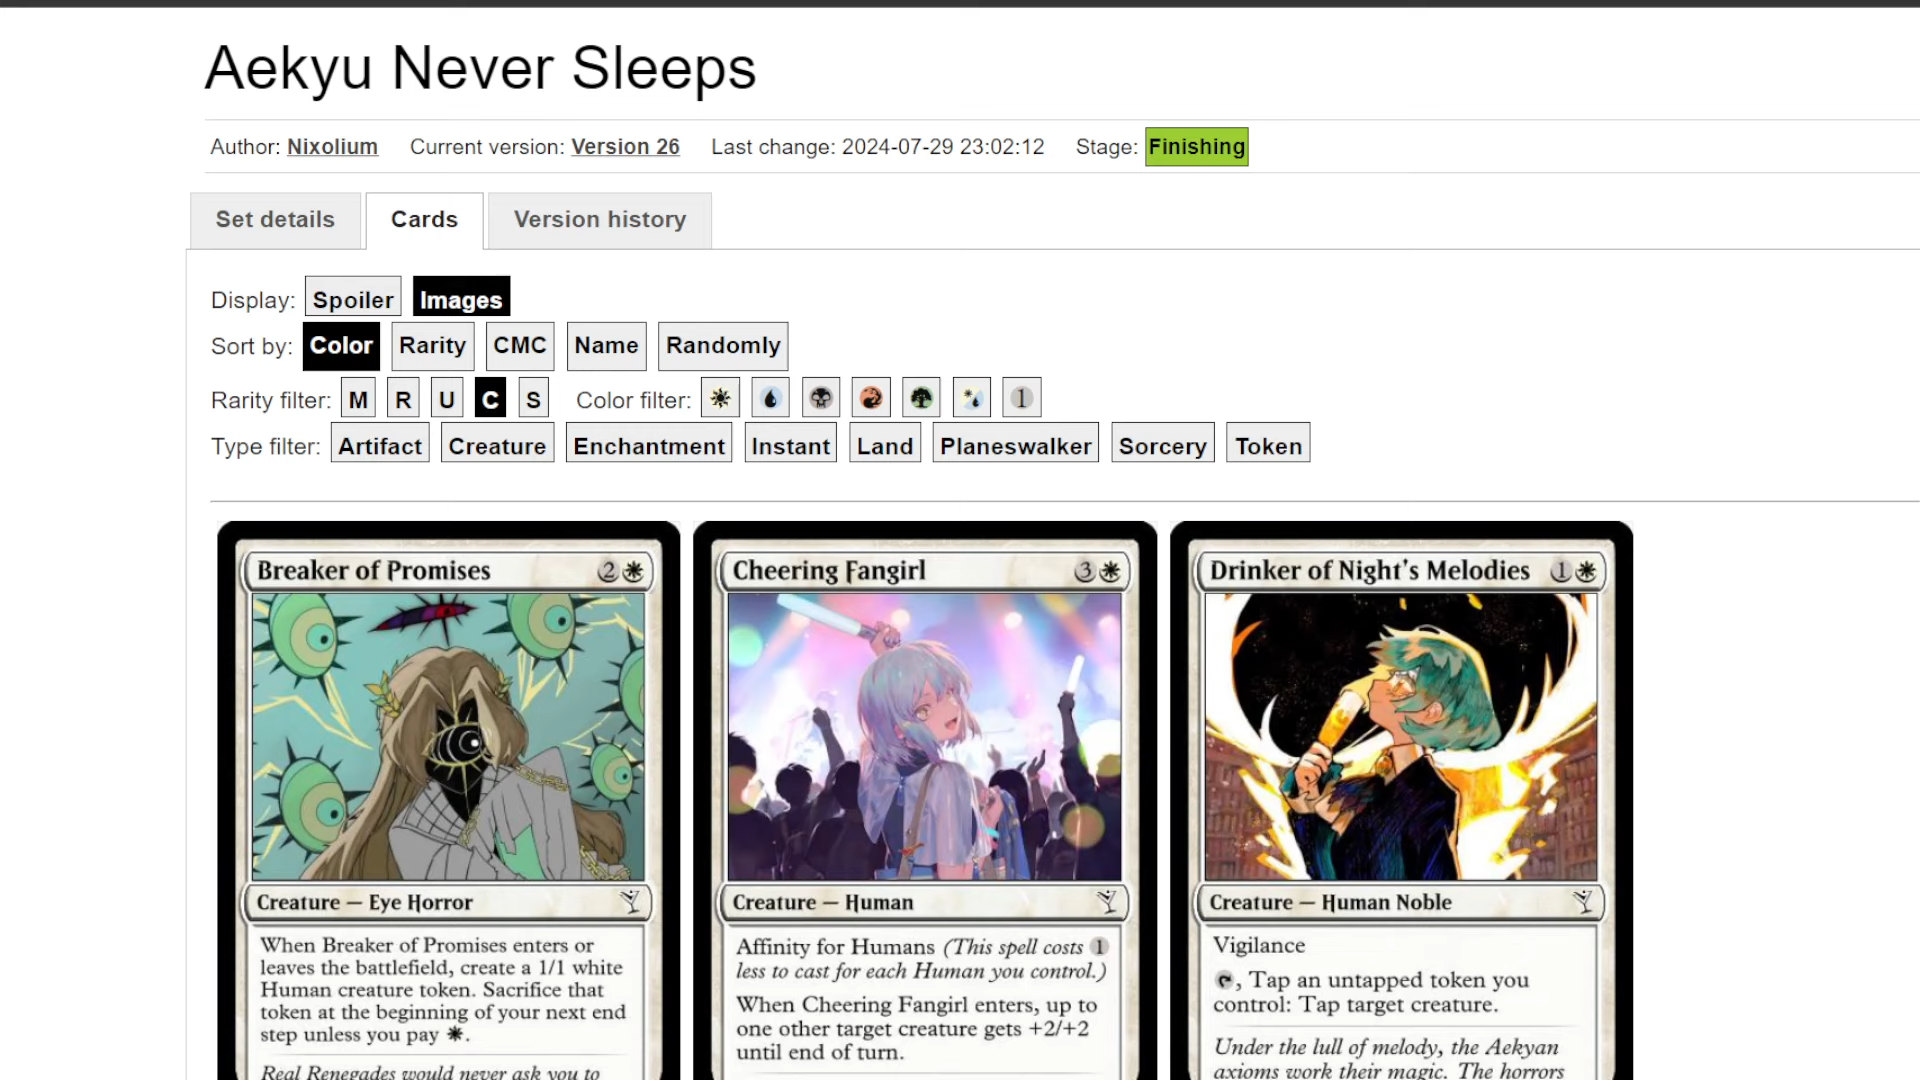 Aekyu Never Sleeps
Author: Nixolium Current version: Version 26 Last change: 2024-07-29 23:02:12 Stage: Finishing
Set details Cards Version history
Display: Spoiler Images
Sort by: Color Rarity CMC Name Randomly
Rarity filter: M R U C S Color filter: 1
Type filter: Artifact Creature Enchantment Instant Land Planeswalker Sorcery Token
Breaker of Promises 2
Creature — Eye Horror
When Breaker of Promises enters or
leaves the battlefield, create a 1/1 white
Human creature token. Sacrifice that
token at the beginning of your next end
step unless you pay .
Real Renegades would never ask you to
Cheering Fangirl 3
Creature — Human
Affinity for Humans (This spell costs 1
less to cast for each Human you control.)
When Cheering Fangirl enters, up to
one other target creature gets +2/+2
until end of turn.
Drinker of Night's Melodies 1
Creature — Human Noble
Vigilance
, Tap an untapped token you
control: Tap target creature.
Under the lull of melody, the Aekyan
axioms work their magic. The horrors